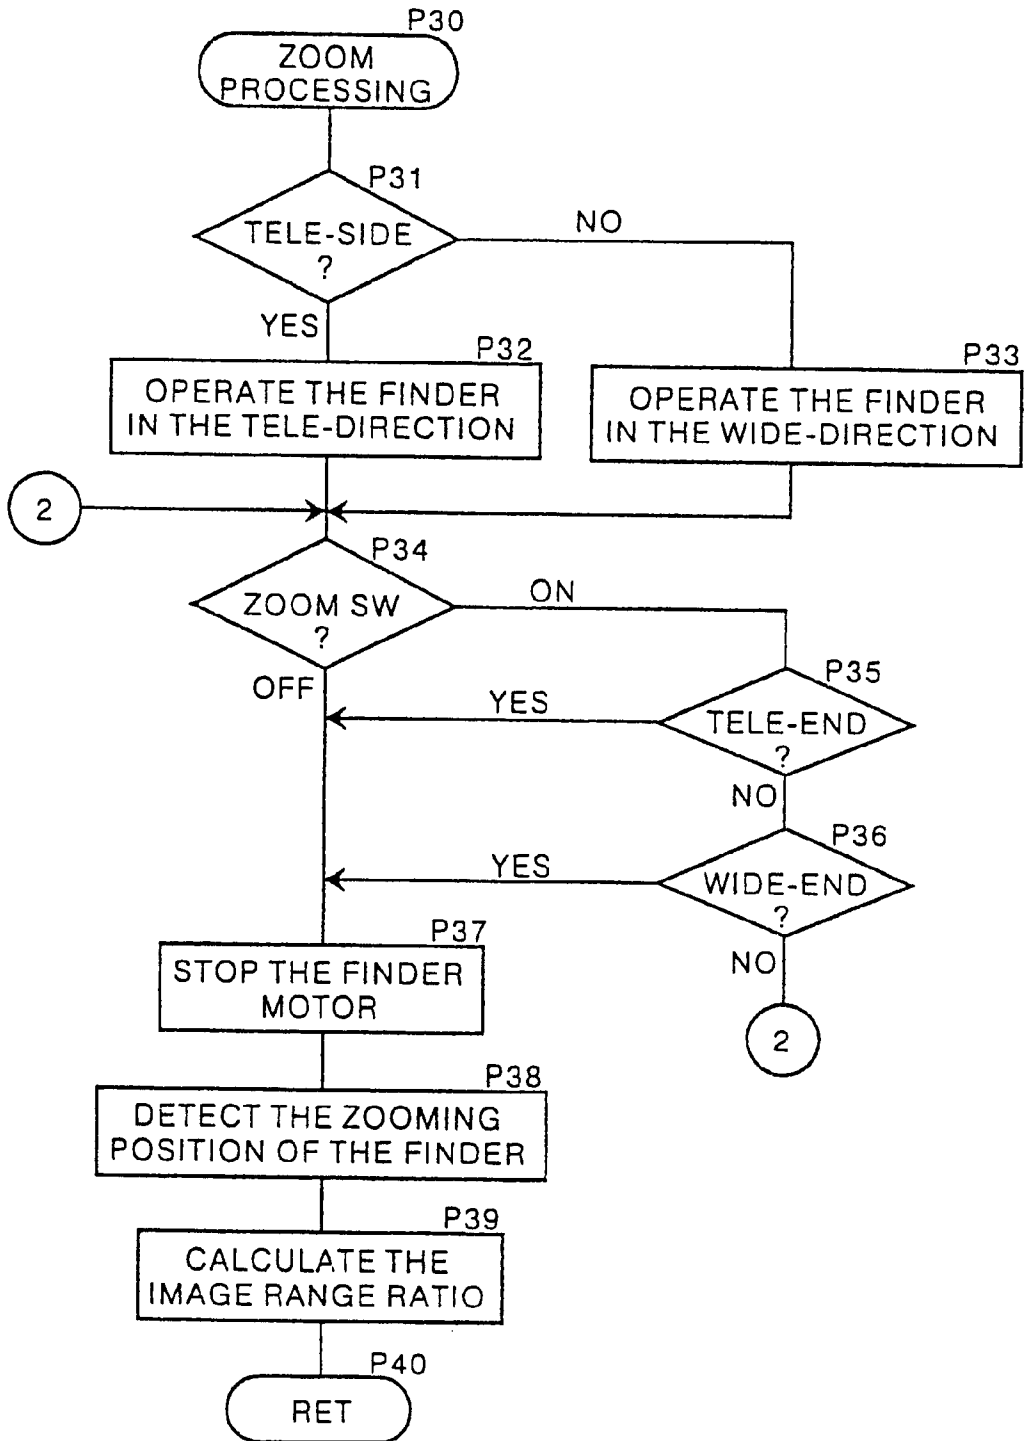 P30
ZOOM
PROCESSING
P31
TELE-SIDE
?
NO
YES
P32
OPERATE THE FINDER
IN THE TELE-DIRECTION
P33
OPERATE THE FINDER
IN THE WIDE-DIRECTION
2
P34
ZOOM SW
?
ON
OFF
P35
TELE-END
?
YES
NO
P36
WIDE-END
?
YES
NO
2
P37
STOP THE FINDER
MOTOR
P38
DETECT THE ZOOMING
POSITION OF THE FINDER
P39
CALCULATE THE
IMAGE RANGE RATIO
P40
RET